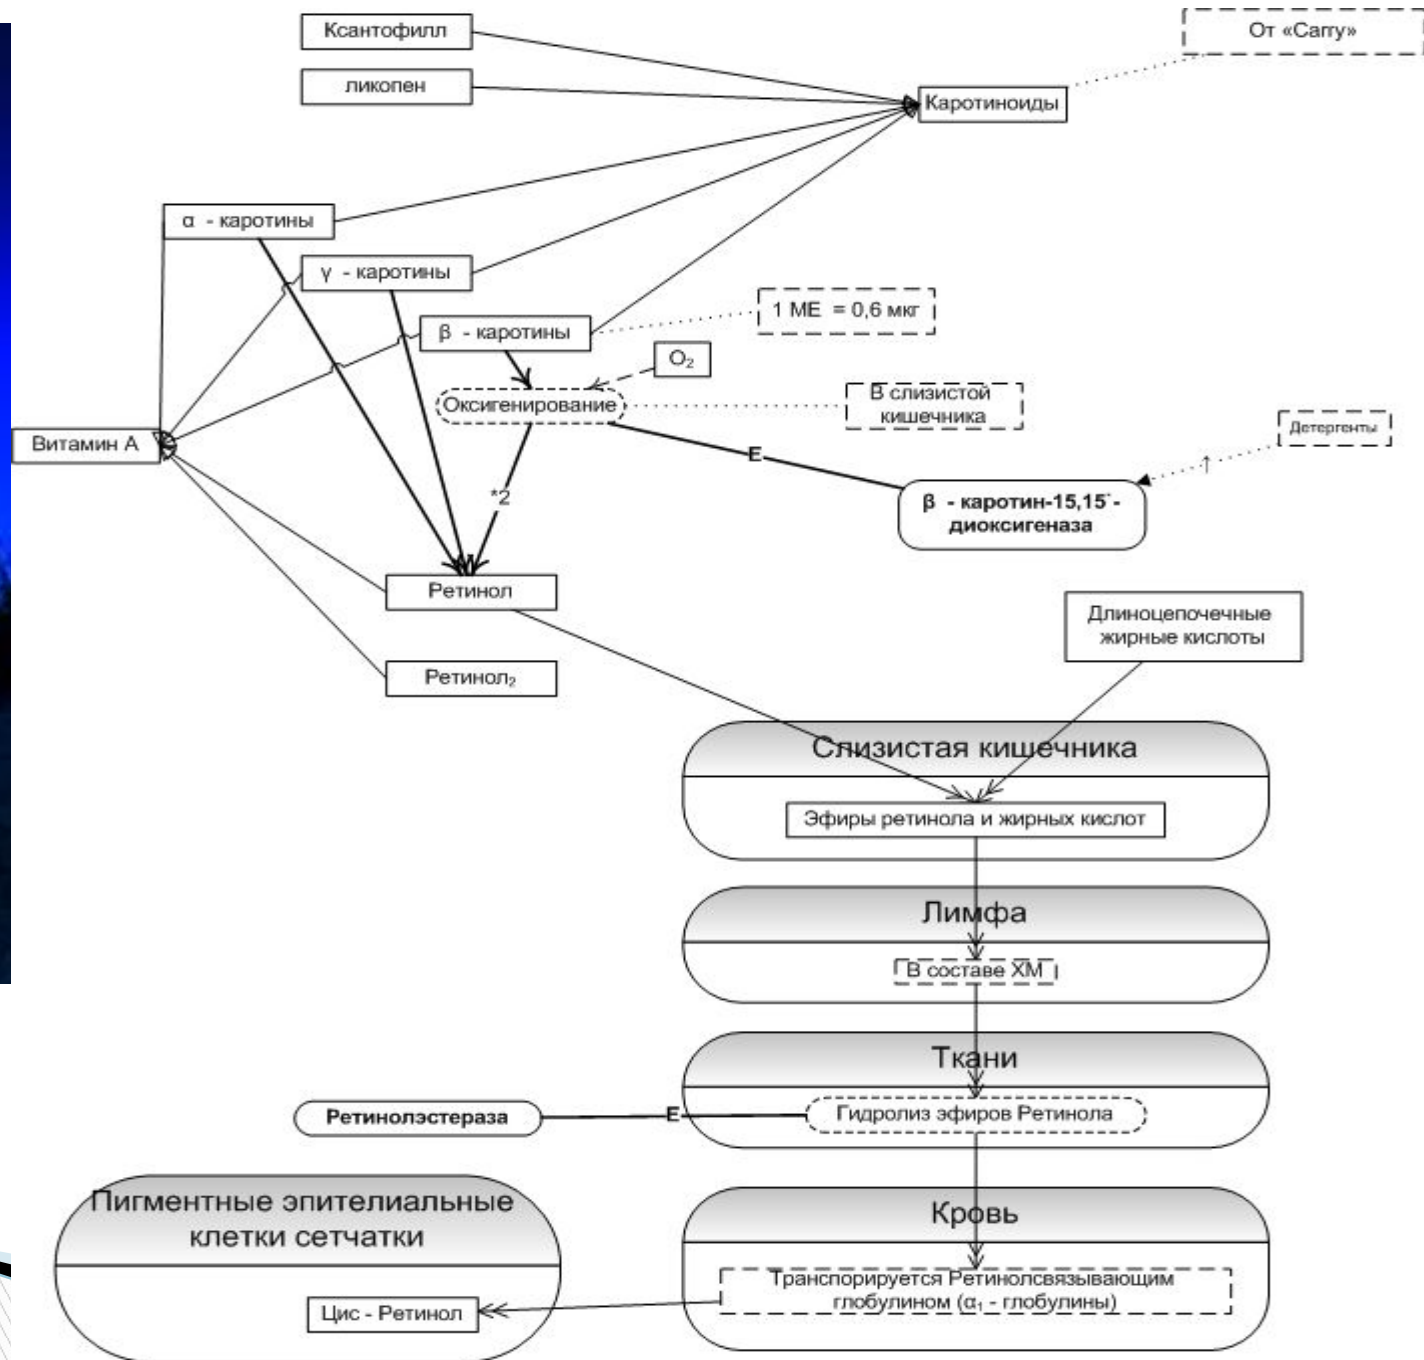 Ксантофилл
От «Carry»
ликопен
Каротиноиды
α - каротины
γ - каротины
1 МЕ = 0,6 мкг
β - каротины
O₂
Оксигенирование
В слизистой
кишечника
Детергенты
Витамин А
Е
↑
*2
β - каротин-15,15`-
диоксигеназа
Ретинол
Длиноцепочечные
жирные кислоты
Ретинол₂
Слизистая кишечника
Эфиры ретинола и жирных кислот
Лимфа
В составе ХМ
Ткани
Ретинолэстераза
Е
Гидролиз эфиров Ретинола
Пигментные эпителиальные
клетки сетчатки
Кровь
Транспорируется Ретинолсвязывающим
глобулином (α₁ - глобулины)
Цис - Ретинол